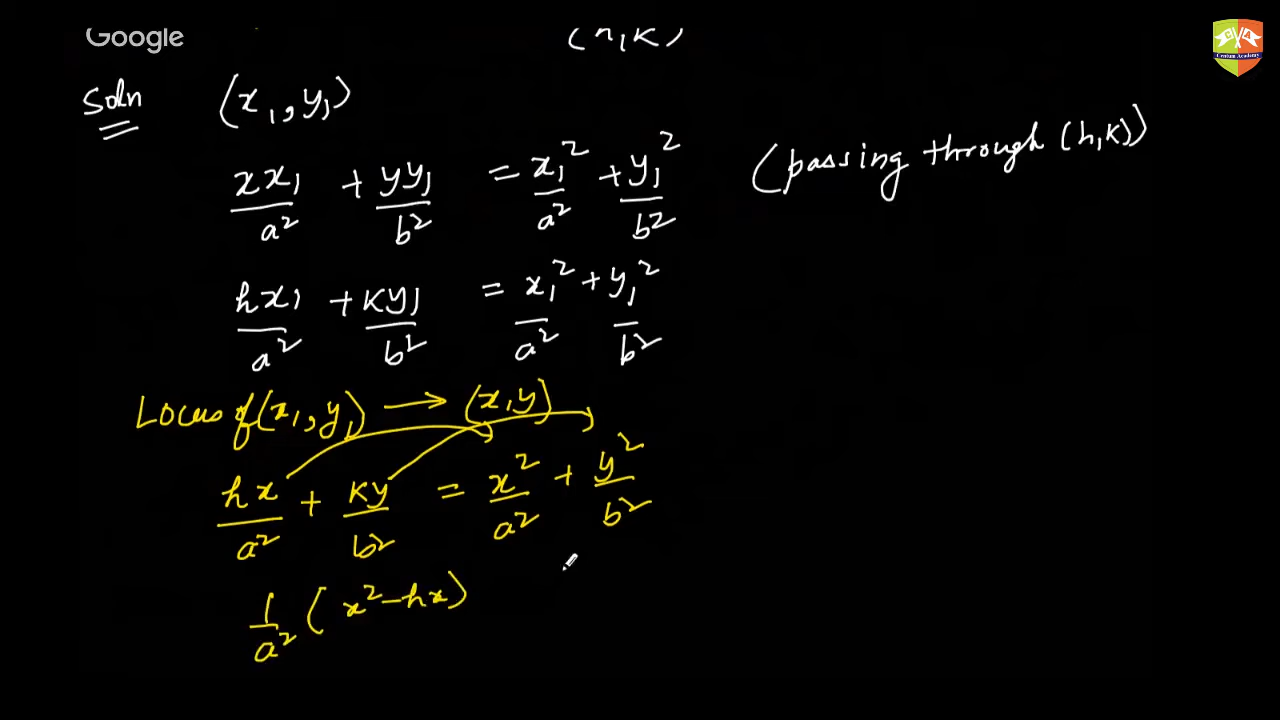 Google
(h,K)
Soln (x₁, y₁)
xx₁/a² + yy₁/b² = x₁²/a² + y₁²/b² (passing through (h,K))
hx₁/a² + Ky₁/b² = x₁²/a² + y₁²/b²
Locus of (x₁, y₁) → (x,y)
hx/a² + Ky/b² = x²/a² + y²/b²
1/a² (x²-hx)
Centum Academy